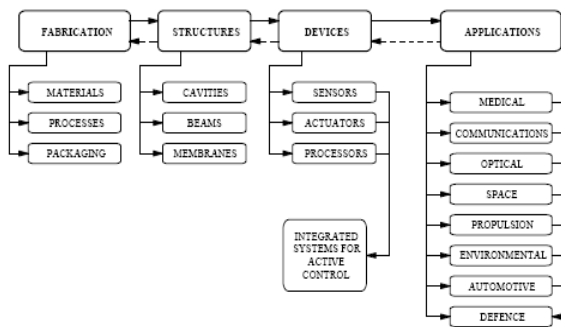 FABRICATION
STRUCTURES
DEVICES
APPLICATIONS
MATERIALS
PROCESSES
PACKAGING
CAVITIES
BEAMS
MEMBRANES
SENSORS
ACTUATORS
PROCESSORS
INTEGRATED
SYSTEMS FOR
ACTIVE
CONTROL
MEDICAL
COMMUNICATIONS
OPTICAL
SPACE
PROPULSION
ENVIRONMENTAL
AUTOMOTIVE
DEFENCE